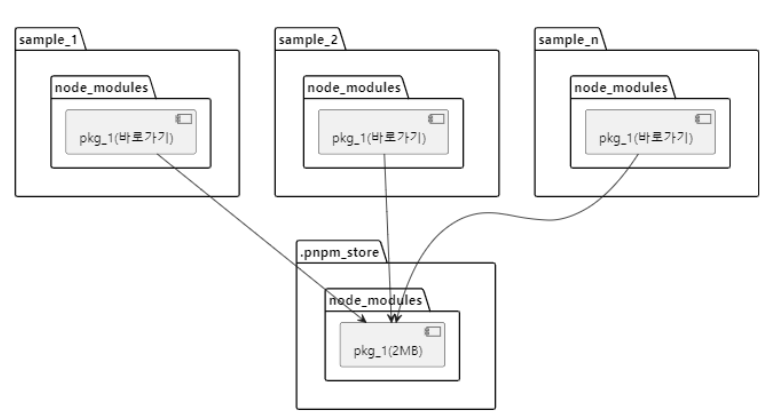 sample_1
sample_2
sample_n
node_modules
node_modules
node_modules
pkg_1(바로가기)
pkg_1(바로가기)
pkg_1(바로가기)
.pnpm_store
node_modules
pkg_1(2MB)